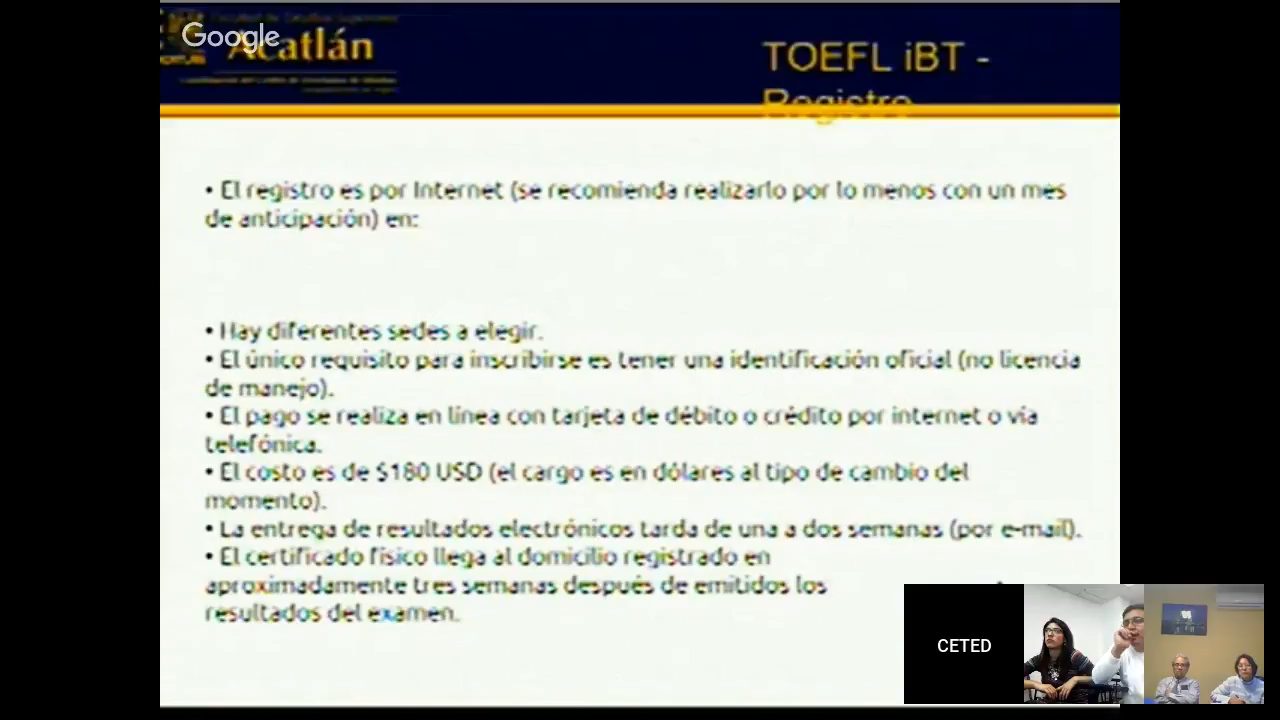 Facultad de Estudios Superiores
Google
Acatlán
TOEFL iBT -
Registro
• El registro es por Internet (se recomienda realizarlo por lo menos con un mes
de anticipación) en:
• Hay diferentes sedes a elegir.
• El único requisito para inscribirse es tener una identificación oficial (no licencia
de manejo).
• El pago se realiza en línea con tarjeta de débito o crédito por internet o vía
telefónica.
• El costo es de $180 USD (el cargo es en dólares al tipo de cambio del
momento).
• La entrega de resultados electrónicos tarda de una a dos semanas (por e-mail).
• El certificado físico llega al domicilio registrado en
aproximadamente tres semanas después de emitidos los
resultados del examen.
CETED